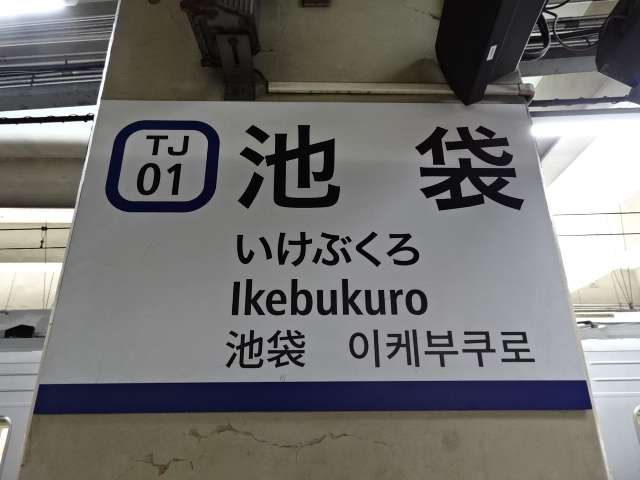 TJ
01
池袋
いけぶくろ
Ikebukuro
池袋 이케부쿠로